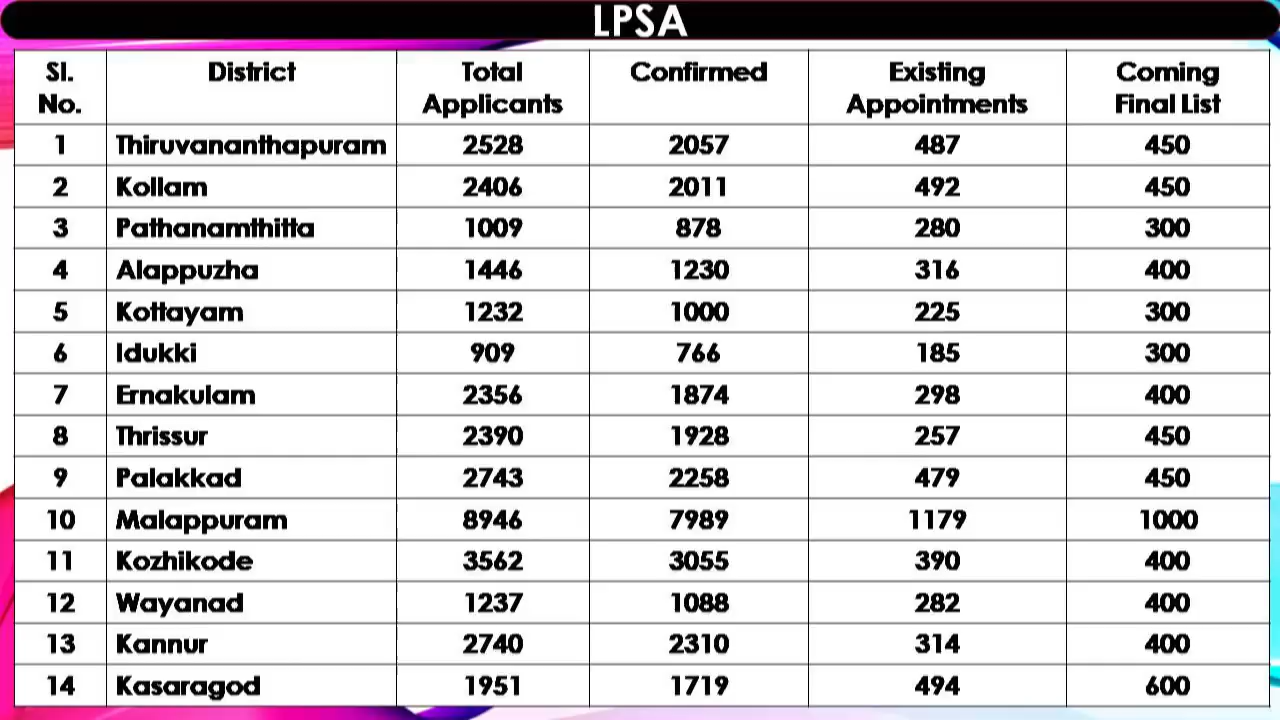 LPSA
Sl. No. District Total Applicants Confirmed Existing Appointments Coming Final List
1 Thiruvananthapuram 2528 2057 487 450
2 Kollam 2406 2011 492 450
3 Pathanamthitta 1009 878 280 300
4 Alappuzha 1446 1230 316 400
5 Kottayam 1232 1000 225 300
6 Idukki 909 766 185 300
7 Ernakulam 2356 1874 298 400
8 Thrissur 2390 1928 257 450
9 Palakkad 2743 2258 479 450
10 Malappuram 8946 7989 1179 1000
11 Kozhikode 3562 3055 390 400
12 Wayanad 1237 1088 282 400
13 Kannur 2740 2310 314 400
14 Kasaragod 1951 1719 494 600